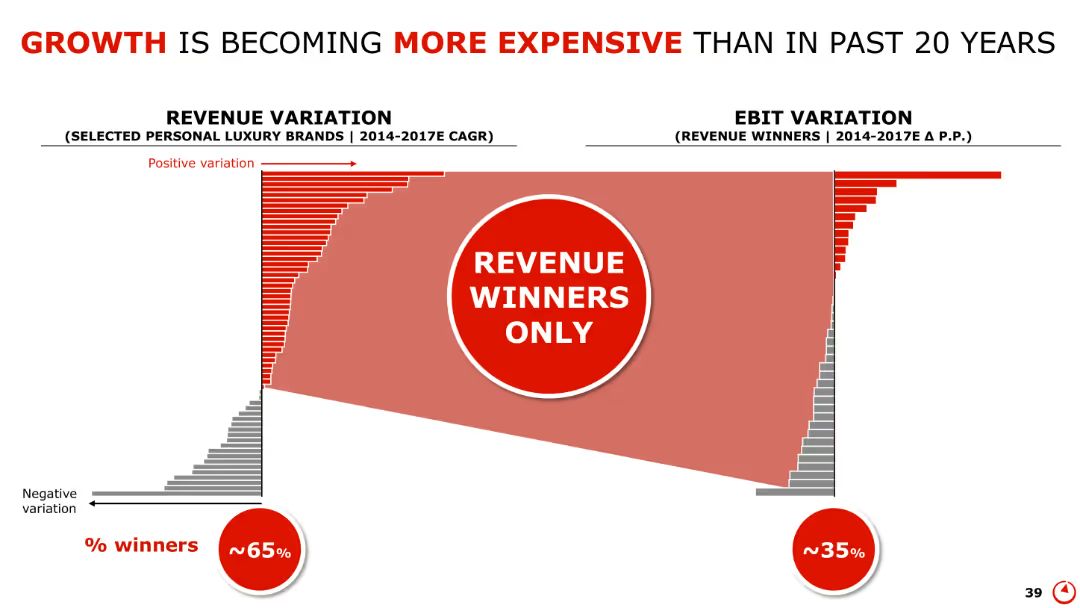 GROWTH IS BECOMING MORE EXPENSIVE THAN IN PAST 20 YEARS
REVENUE VARIATION
(SELECTED PERSONAL LUXURY BRANDS | 2014-2017E CAGR)
EBIT VARIATION
(REVENUE WINNERS | 2014-2017E Δ P.P.)
Positive variation
REVENUE
WINNERS
ONLY
Negative
variation
% winners
~65%
~35%
39